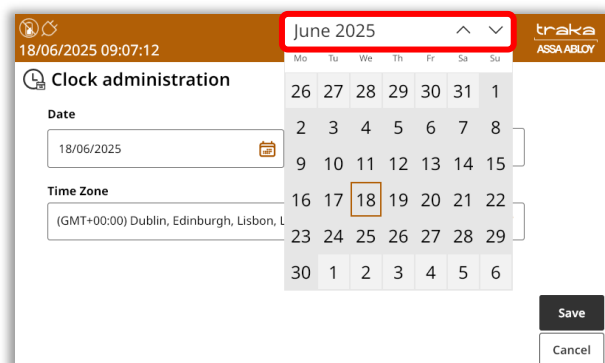 June 2025
traka
ASSA ABLOY
18/06/2025 09:07:12
Mo Tu We Th Fr Sa Su
Clock administration
26 27 28 29 30 31 1
Date
2 3 4 5 6 7 8
18/06/2025
9 10 11 12 13 14 15
Time Zone
16 17 18 19 20 21 22
(GMT+00:00) Dublin, Edinburgh, Lisbon, L
23 24 25 26 27 28 29
30 1 2 3 4 5 6
Save
Cancel